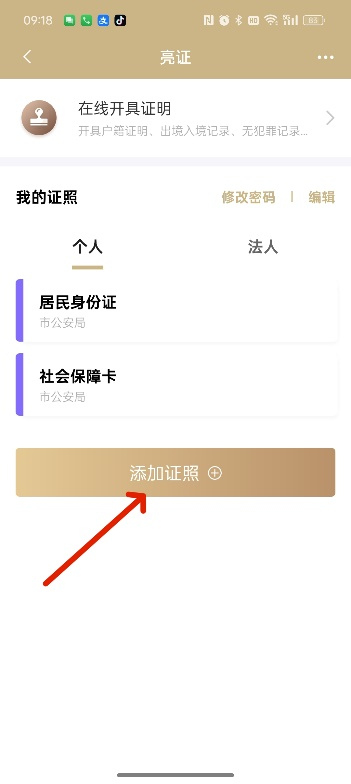 09:18
83
亮证
在线开具证明
开具户籍证明、出境入境记录、无犯罪记录...
我的证照
修改密码 | 编辑
个人
法人
居民身份证
市公安局
社会保障卡
市公安局
添加证照